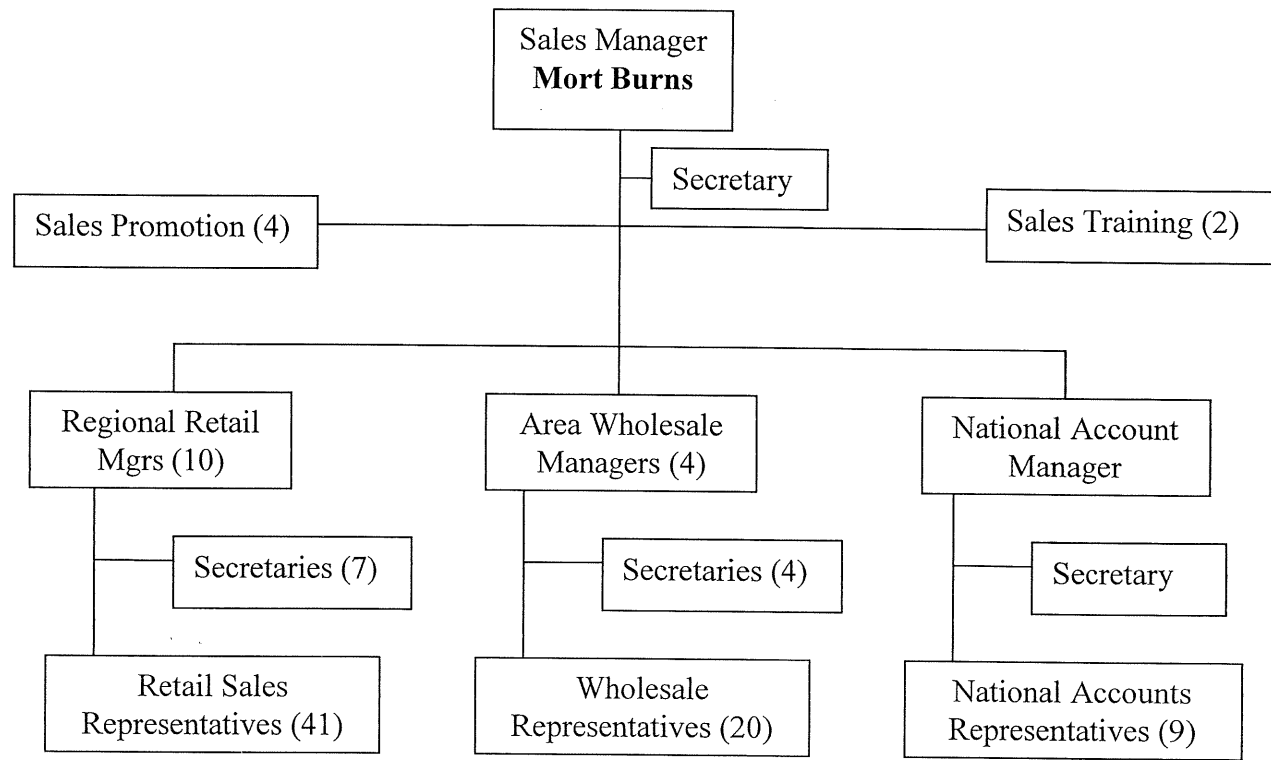 Sales Manager
Mort Burns
Secretary
Sales Promotion (4)
Sales Training (2)
Regional Retail
Mgrs (10)
Area Wholesale
Managers (4)
National Account
Manager
Secretaries (7)
Secretaries (4)
Secretary
Retail Sales
Representatives (41)
Wholesale
Representatives (20)
National Accounts
Representatives (9)